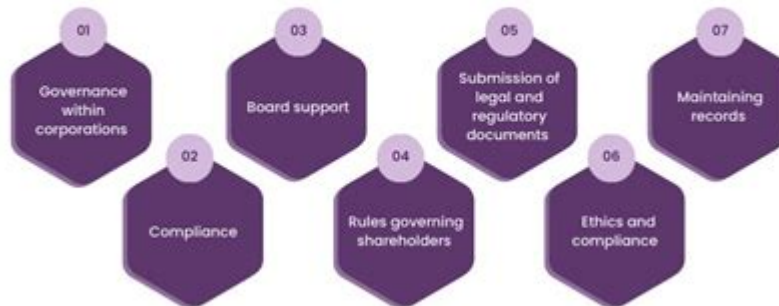 01
Governance
within
corporations
02
Compliance
03
Board support
04
Rules governing
shareholders
05
Submission of
legal and
regulatory
documents
06
Ethics and
compliance
07
Maintaining
records